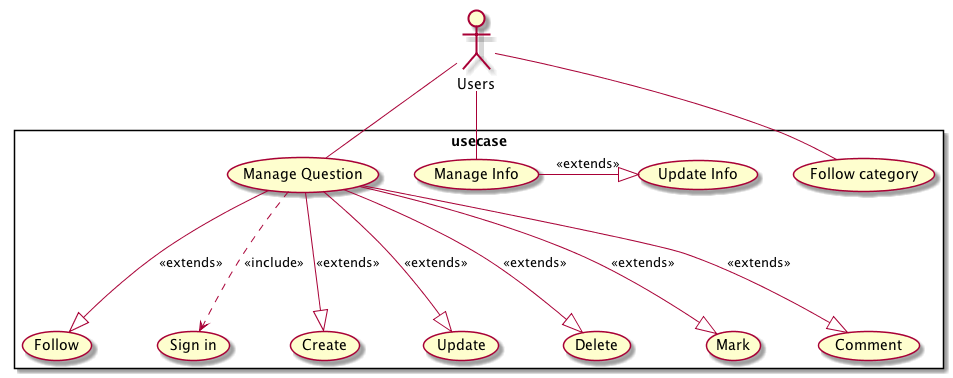 Users
usecase
Manage Question
Manage Info
«extends»
Update Info
Follow category
«extends»
«include»
«extends»
«extends»
«extends»
«extends»
«extends»
Follow
Sign in
Create
Update
Delete
Mark
Comment